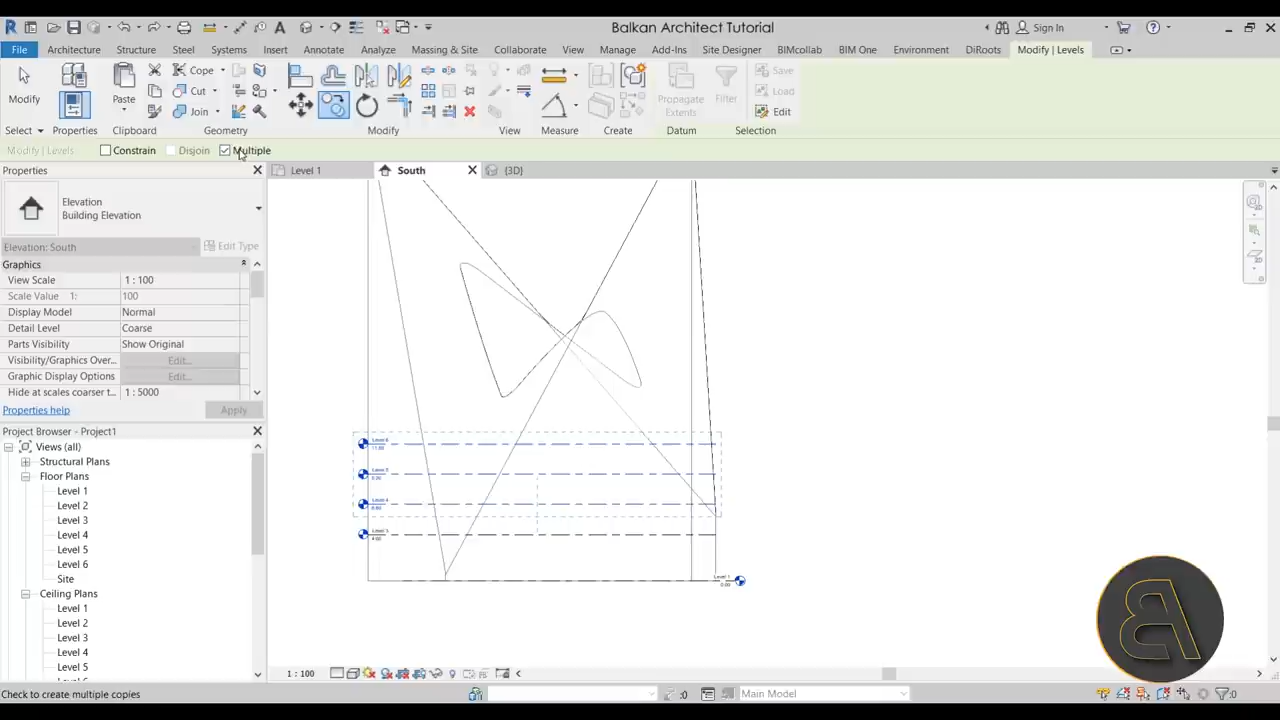 Balkan Architect Tutorial
Sign In
File Architecture Structure Steel Systems Insert Annotate Analyze Massing & Site Collaborate View Manage Add-Ins Site Designer BIMcollab BIM One Environment DiRoots Modify | Levels
Modify
Paste
Cope
Cut
Join
Propagate
Extents
Filter
Save
Load
Edit
Select Properties Clipboard Geometry Modify View Measure Create Datum Selection
Modify | Levels Constrain Disjoin Multiple
Properties
Level 1 South {3D}
Elevation
Building Elevation
Elevation: South Edit Type
Graphics
View Scale 1 : 100
Scale Value 1: 100
Display Model Normal
Detail Level Coarse
Parts Visibility Show Original
Visibility/Graphics Over... Edit...
Graphic Display Options Edit...
Hide at scales coarser t... 1 : 5000
Properties help Apply
Project Browser - Project1
Views (all)
Structural Plans
Floor Plans
Level 1
Level 2
Level 3
Level 4
Level 5
Level 6
Site
Ceiling Plans
Level 1
Level 2
Level 3
Level 4
Level 5
Level 1
0.00
1 : 100
Check to create multiple copies
:0
Main Model
:0